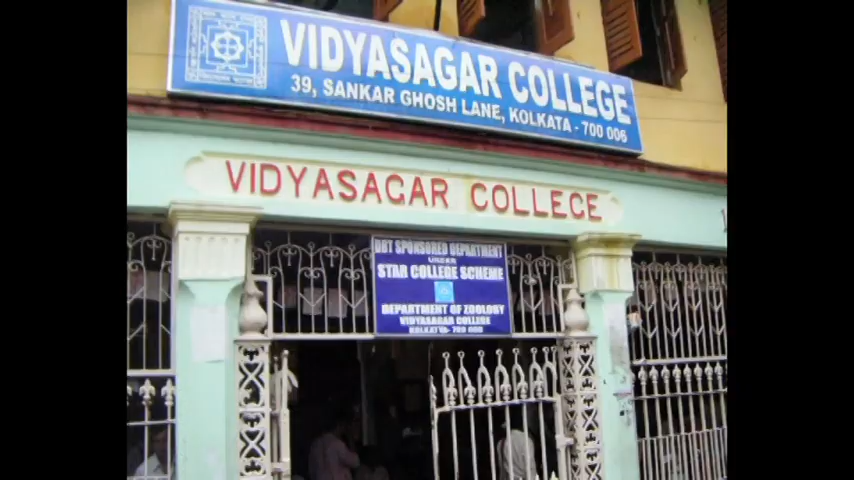 VIDYASAGAR COLLEGE
39, SANKAR GHOSH LANE, KOLKATA - 700 006
VIDYASAGAR COLLEGE
DBT SPONSORED DEPARTMENT
UNDER
STAR COLLEGE SCHEME
DEPARTMENT OF ZOOLOGY
VIDYASAGAR COLLEGE
KOLKATA - 700 006